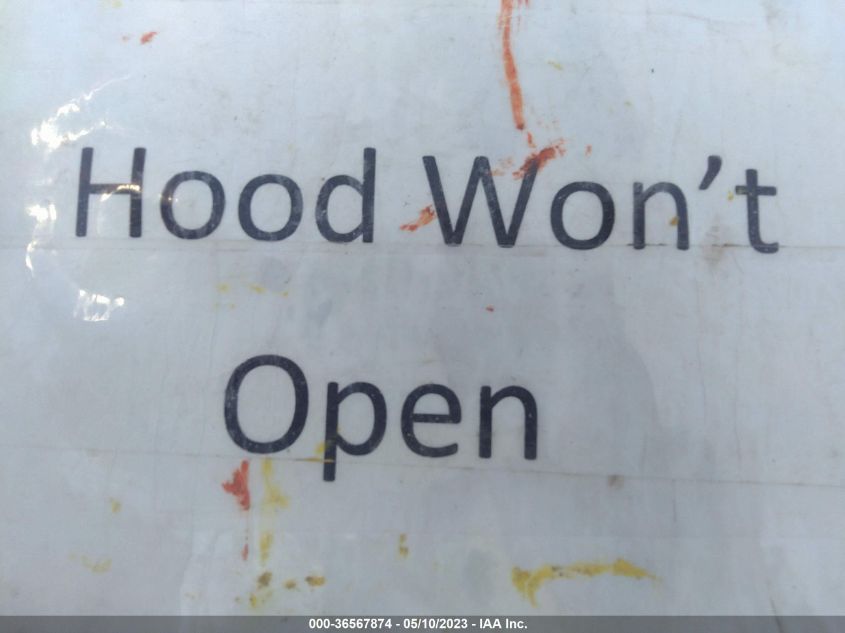 Hood Won’t
Open
000-36567874 - 05/10/2023 - IAA Inc.